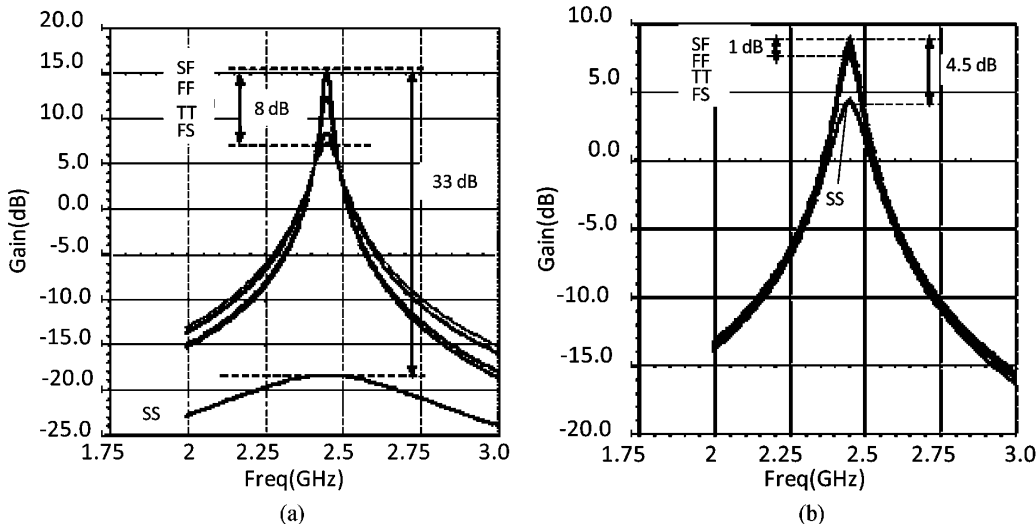 20.0
15.0
10.0
5.0
0.0
-5.0
-10.0
-15.0
-20.0
-25.0
Gain(dB)
SF
FF
TT
FS
8 dB
33 dB
SS
1.75 2 2.25 2.5 2.75 3.0
Freq(GHz)
(a)
10.0
5.0
0.0
-5.0
-10.0
-15.0
-20.0
Gain(dB)
SF
FF
TT
FS
1 dB
4.5 dB
SS
1.75 2 2.25 2.5 2.75 3.0
Freq(GHz)
(b)